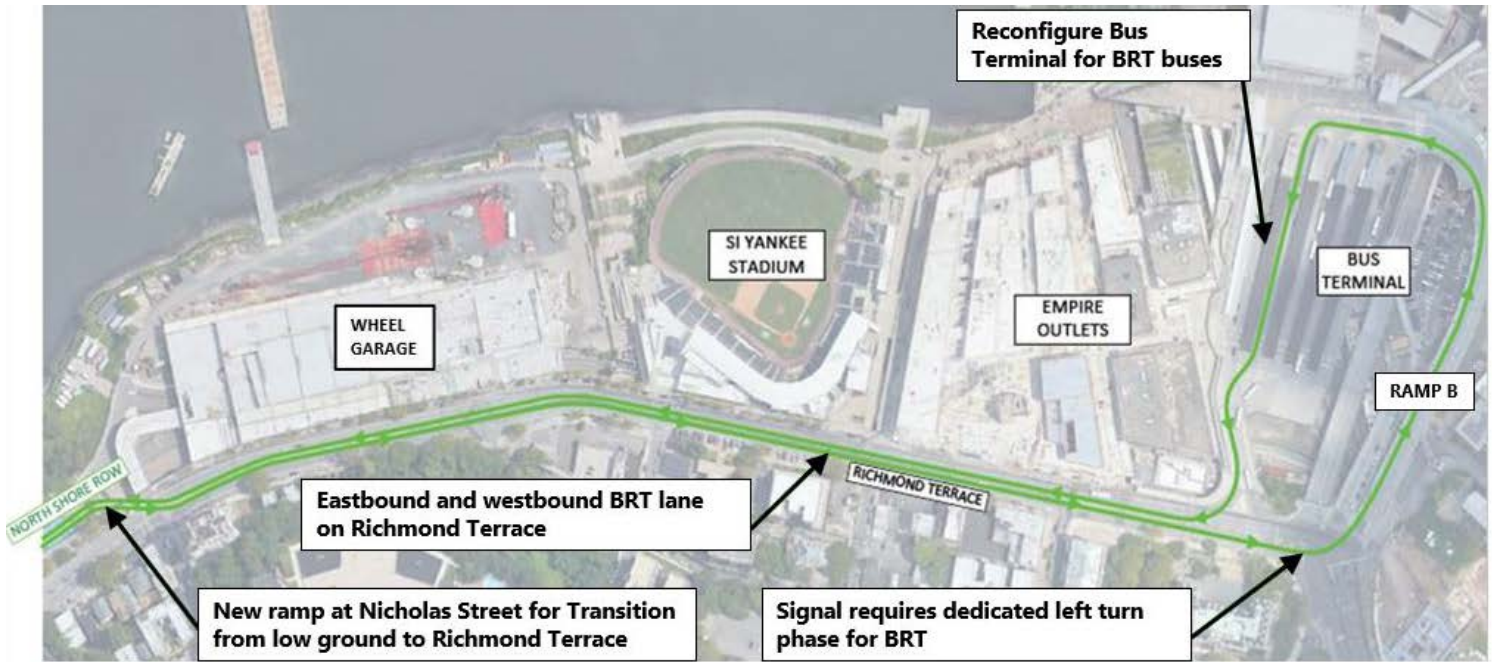 Reconfigure Bus
Terminal for BRT buses
SI YANKEE
STADIUM
BUS
TERMINAL
EMPIRE
OUTLETS
WHEEL
GARAGE
RAMP B
RICHMOND TERRACE
NORTH SHORE ROW
Eastbound and westbound BRT lane
on Richmond Terrace
New ramp at Nicholas Street for Transition
from low ground to Richmond Terrace
Signal requires dedicated left turn
phase for BRT